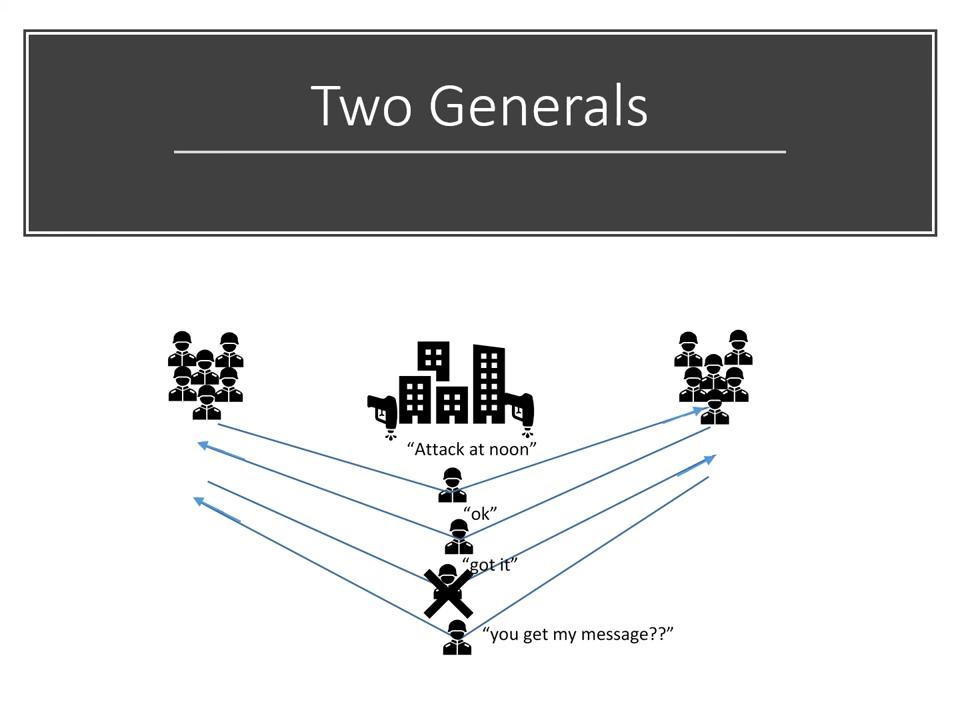 Two Generals
“Attack at noon”
“ok”
“got it”
“you get my message??”